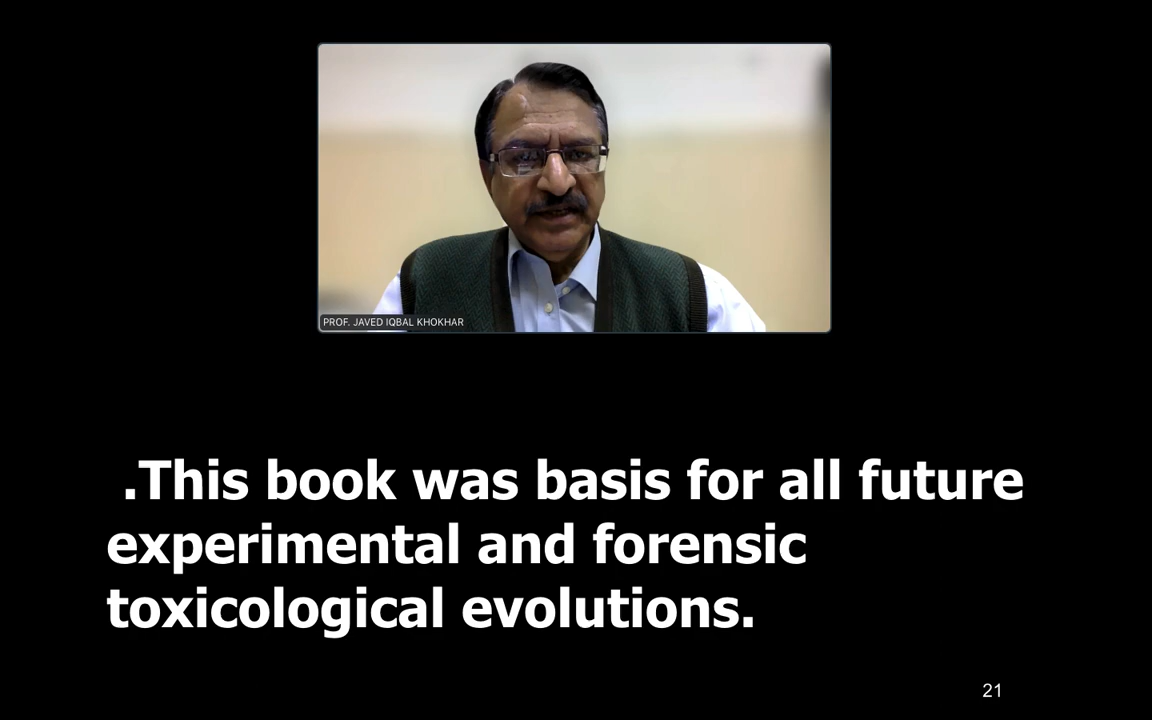 PROF. JAVED IQBAL KHOKHAR
.This book was basis for all future
experimental and forensic
toxicological evolutions.
21